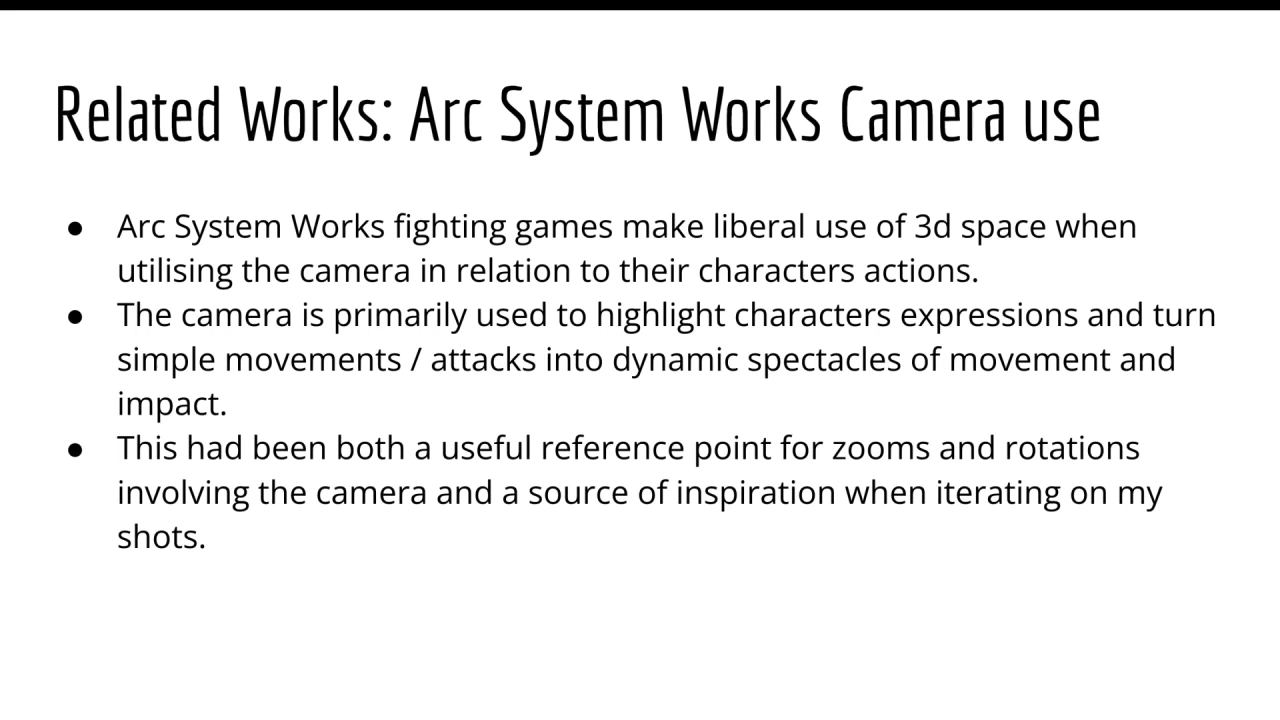 Related Works: Arc System Works Camera use
● Arc System Works fighting games make liberal use of 3d space when
utilising the camera in relation to their characters actions.
● The camera is primarily used to highlight characters expressions and turn
simple movements / attacks into dynamic spectacles of movement and
impact.
● This had been both a useful reference point for zooms and rotations
involving the camera and a source of inspiration when iterating on my
shots.